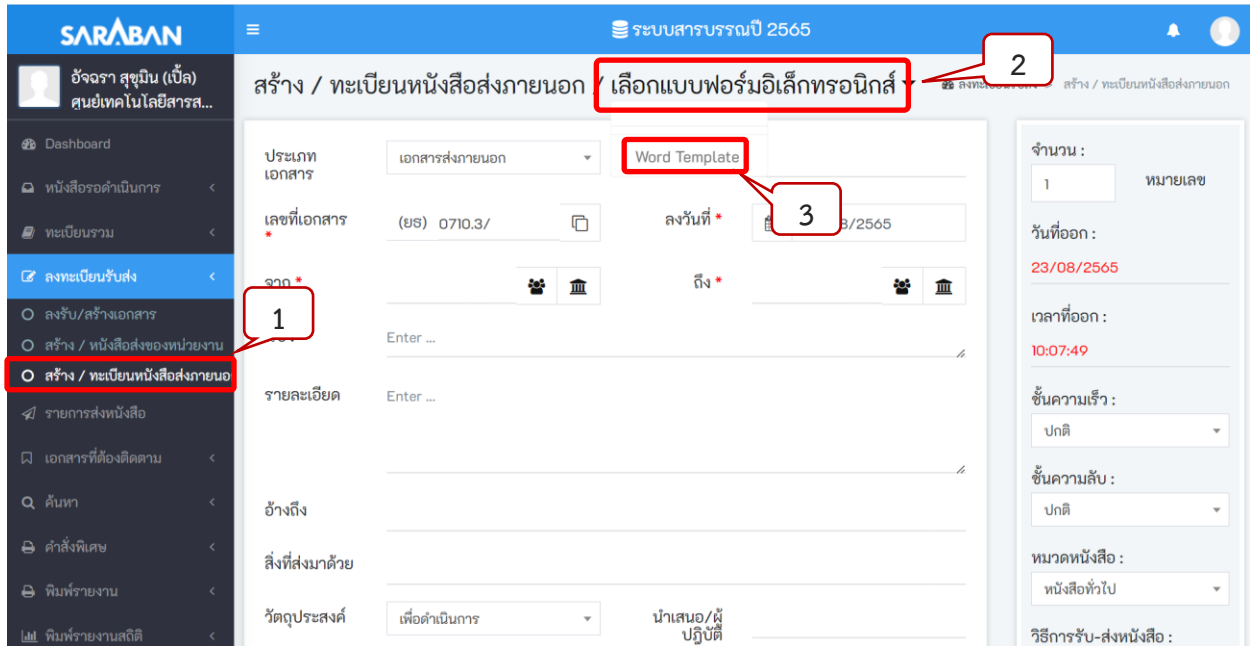 SARABAN
ระบบสารบรรณปี 2565
อัจฉรา สุขุมิน (เปิ้ล)
ศูนย์เทคโนโลยีสารส...
สร้าง / ทะเบียนหนังสือส่งภายนอก / เลือกแบบฟอร์มอิเล็กทรอนิกส์
2
สร้าง / ทะเบียนหนังสือส่งภายนอก
Dashboard
หนังสือรอดำเนินการ
ทะเบียนรวม
ลงทะเบียนรับส่ง
ลงรับ/สร้างเอกสาร
สร้าง / หนังสือส่งของหน่วยงาน
สร้าง / ทะเบียนหนังสือส่งภายนอ
รายการส่งหนังสือ
เอกสารที่ต้องติดตาม
ค้นหา
คำสั่งพิเศษ
พิมพ์รายงาน
พิมพ์รายงานสถิติ
1
ประเภท
เอกสาร
เอกสารส่งภายนอก
Word Template
3
เลขที่เอกสาร
*
(ยธ) 0710.3/
ลงวันที่ *
8/2565
จาก *
ถึง *
Enter ...
รายละเอียด
Enter ...
อ้างถึง
สิ่งที่ส่งมาด้วย
วัตถุประสงค์
เพื่อดำเนินการ
นำเสนอ/ผู้
ปฏิบัติ
จำนวน :
1 หมายเลข
วันที่ออก :
23/08/2565
เวลาที่ออก :
10:07:49
ชั้นความเร็ว :
ปกติ
ชั้นความลับ :
ปกติ
หมวดหนังสือ :
หนังสือทั่วไป
วิธีการรับ-ส่งหนังสือ :